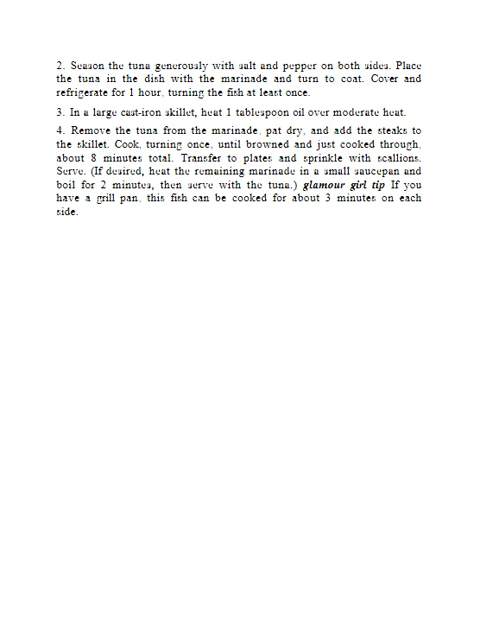 2. Season the tuna generously with salt and pepper on both sides. Place
the tuna in the dish with the marinade and turn to coat. Cover and
refrigerate for 1 hour, turning the fish at least once.
3. In a large cast-iron skillet, heat 1 tablespoon oil over moderate heat.
4. Remove the tuna from the marinade, pat dry, and add the steaks to
the skillet. Cook, turning once, until browned and just cooked through,
about 8 minutes total. Transfer to plates and sprinkle with scallions.
Serve. (If desired, heat the remaining marinade in a small saucepan and
boil for 2 minutes, then serve with the tuna.) glamour girl tip If you
have a grill pan, this fish can be cooked for about 3 minutes on each
side.